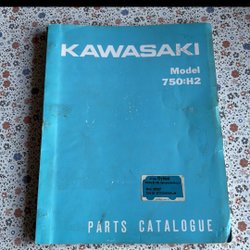 KAWASAKI
Model
750:H2
PARTS CATALOGUE